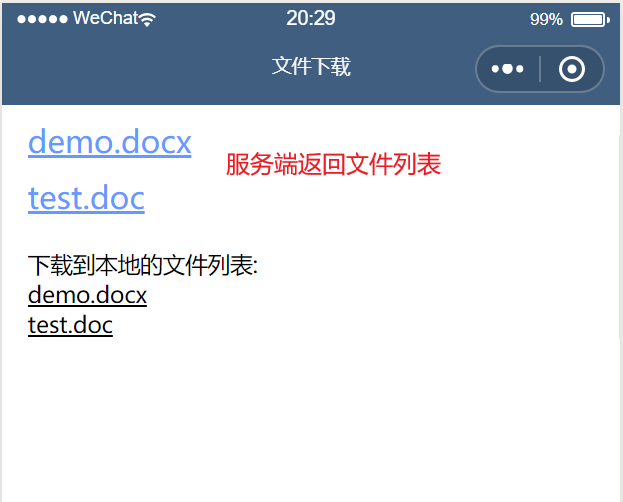 WeChat 20:29 99%
文件下载
demo.docx
服务端返回文件列表
test.doc
下载到本地的文件列表:
demo.docx
test.doc